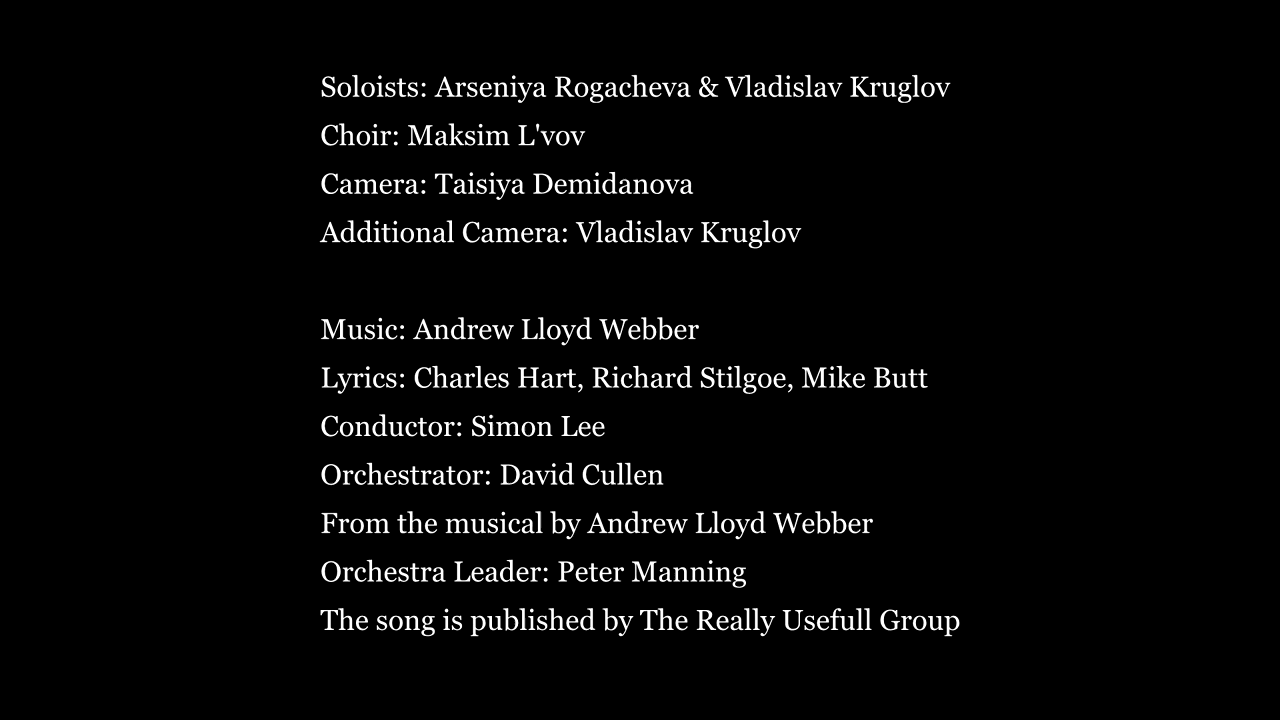 Soloists: Arseniya Rogacheva & Vladislav Kruglov
Choir: Maksim L'vov
Camera: Taisiya Demidanova
Additional Camera: Vladislav Kruglov
Music: Andrew Lloyd Webber
Lyrics: Charles Hart, Richard Stilgoe, Mike Butt
Conductor: Simon Lee
Orchestrator: David Cullen
From the musical by Andrew Lloyd Webber
Orchestra Leader: Peter Manning
The song is published by The Really Usefull Group